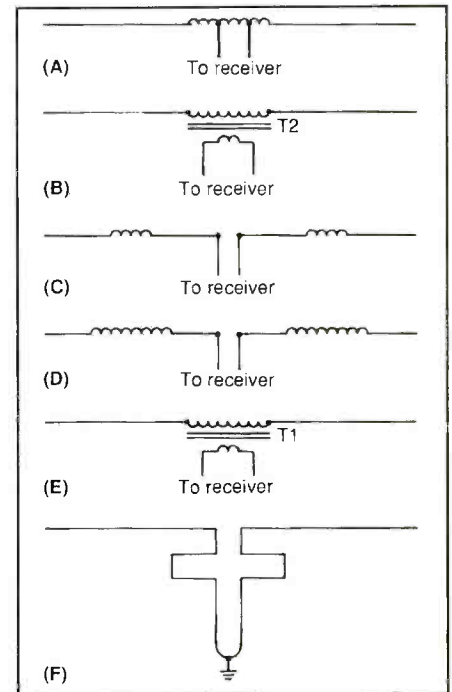 (A) To receiver
T2
(B) To receiver
(C) To receiver
(D) To receiver
T1
(E) To receiver
(F)